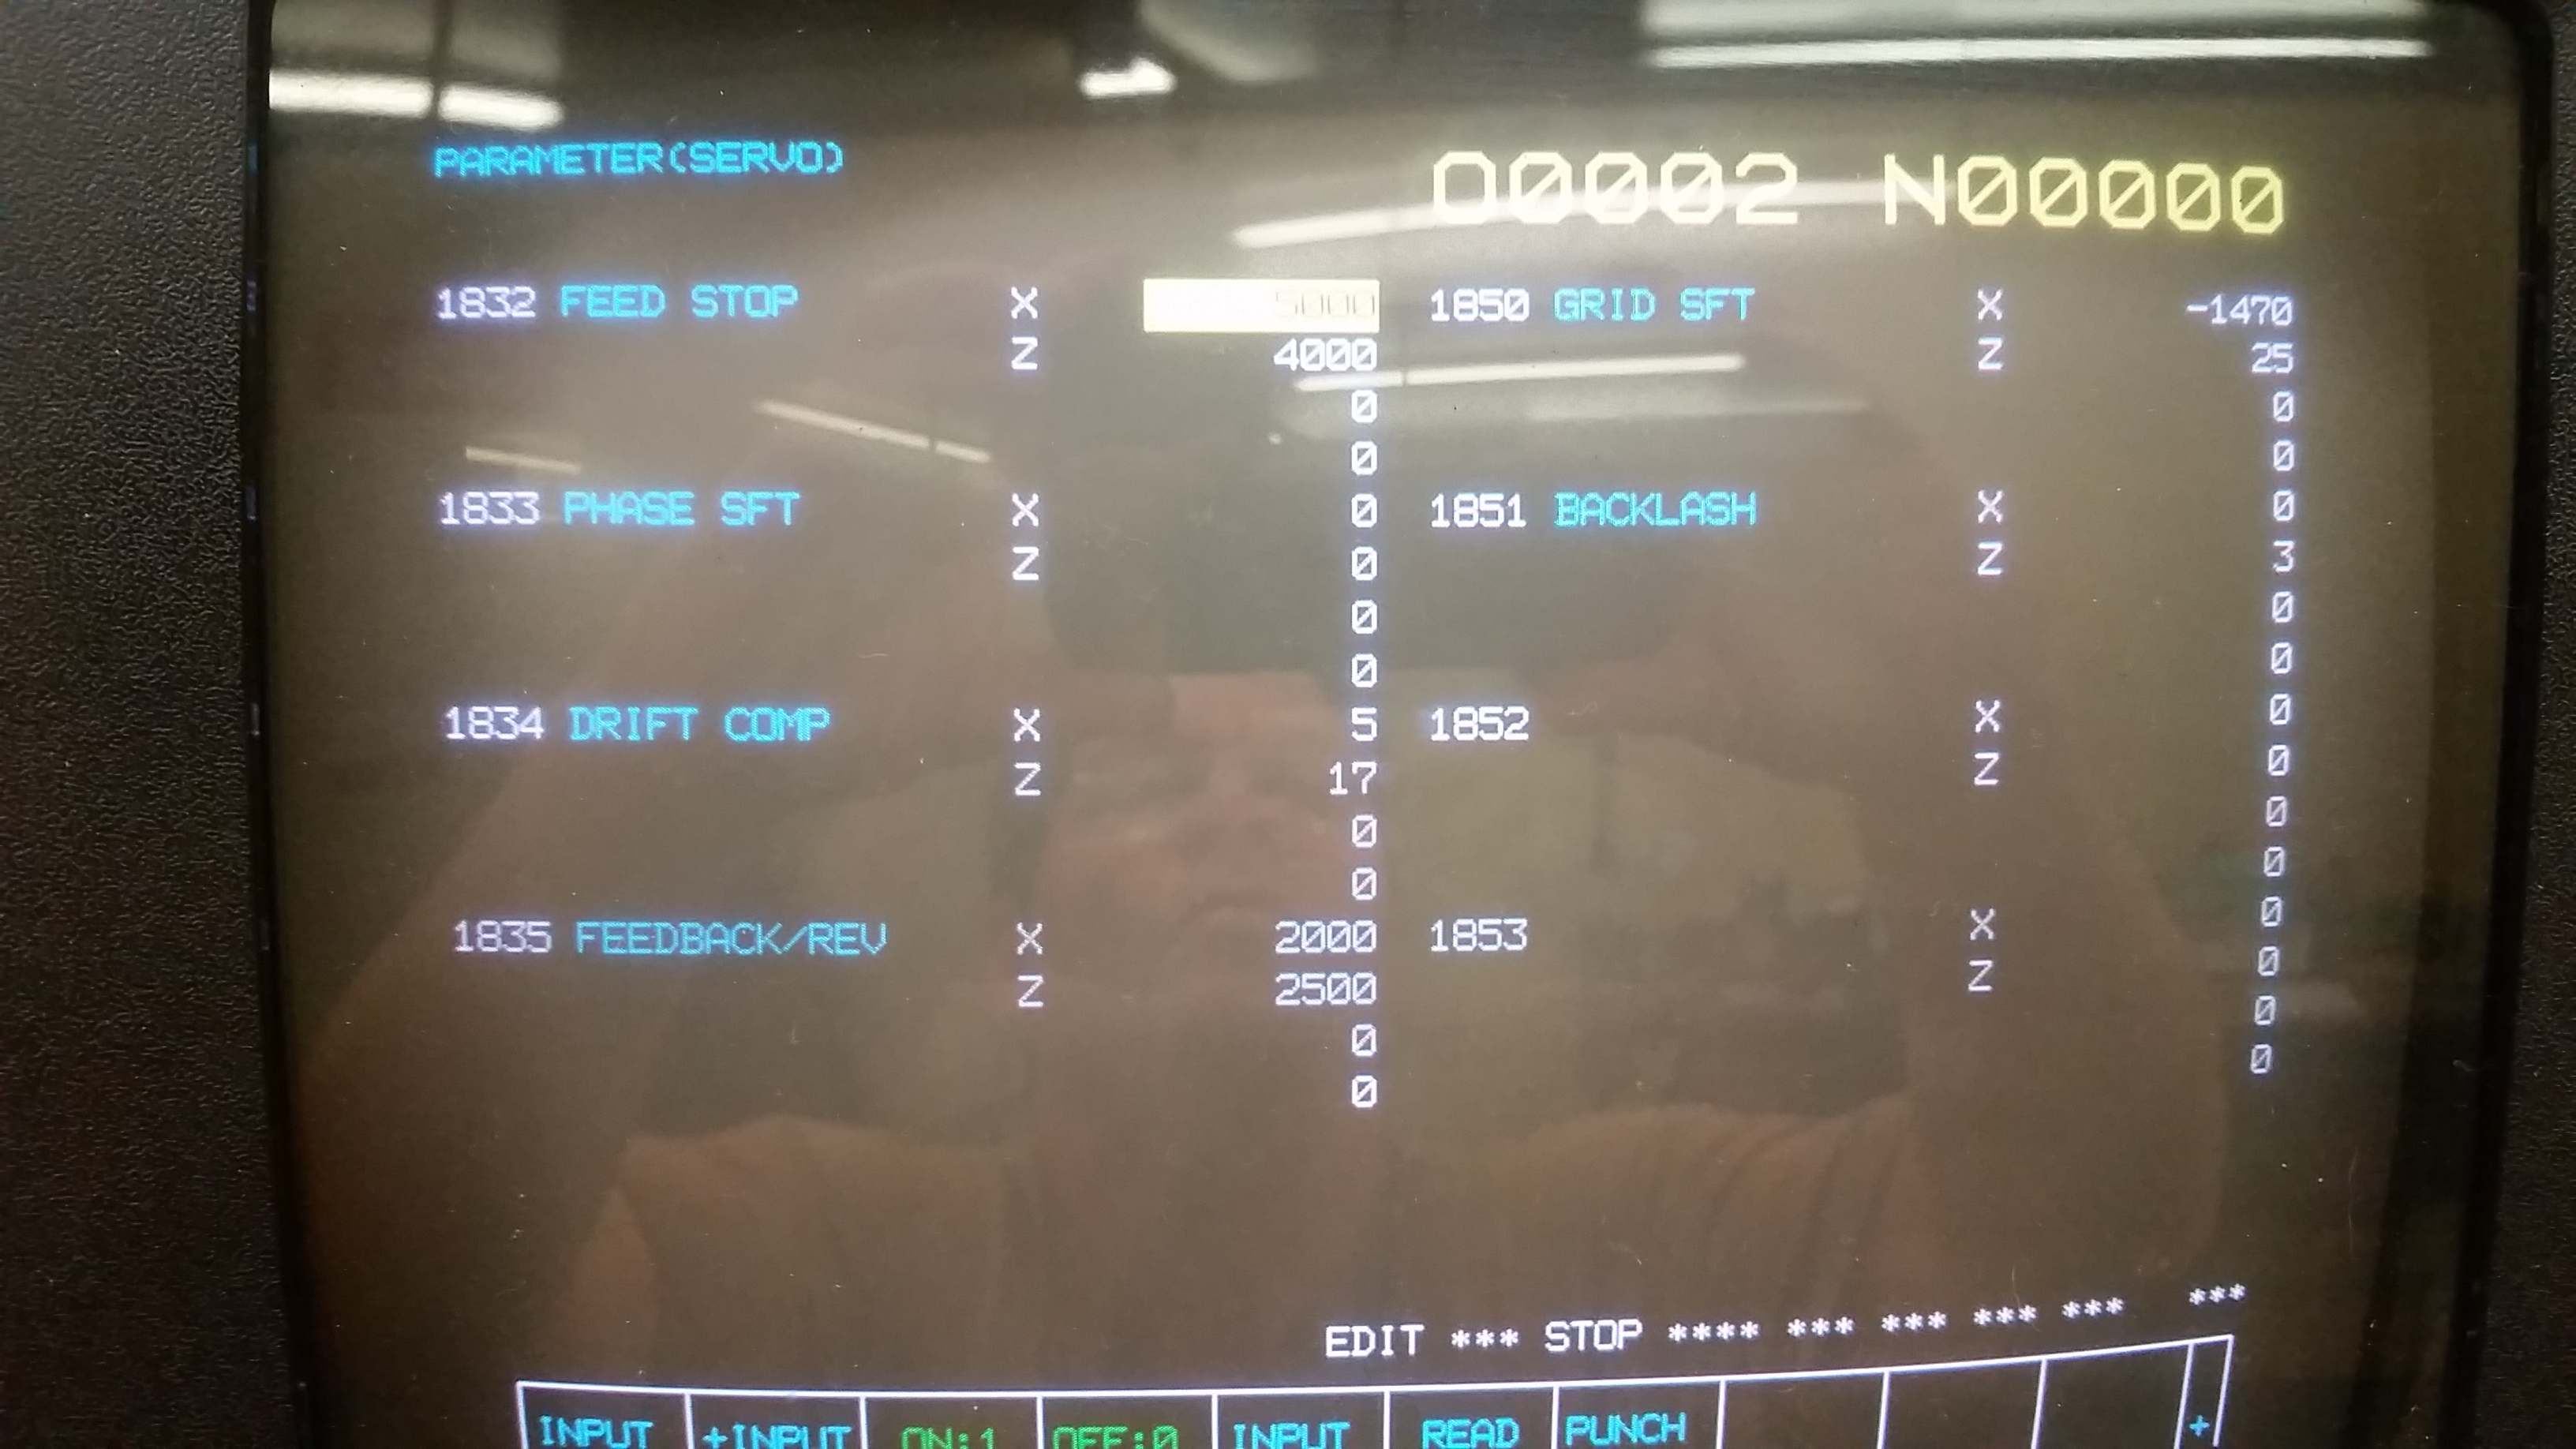 PARAMETER(SERVO) O0002 N00000
1832 FEED STOP X 5000 1850 GRID SFT X -1470
Z 4000 Z 25
0 0
0 0
1833 PHASE SFT X 0 1851 BACKLASH X 0
Z 0 Z 3
0 0
0 0
1834 DRIFT COMP X 5 1852 X 0
Z 17 Z 0
0 0
0 0
1835 FEEDBACK/REV X 2000 1853 X 0
Z 2500 Z 0
0 0
0 0
EDIT *** STOP **** *** *** *** *** ***
INPUT +INPUT ON:1 OFF:0 INPUT READ PUNCH +